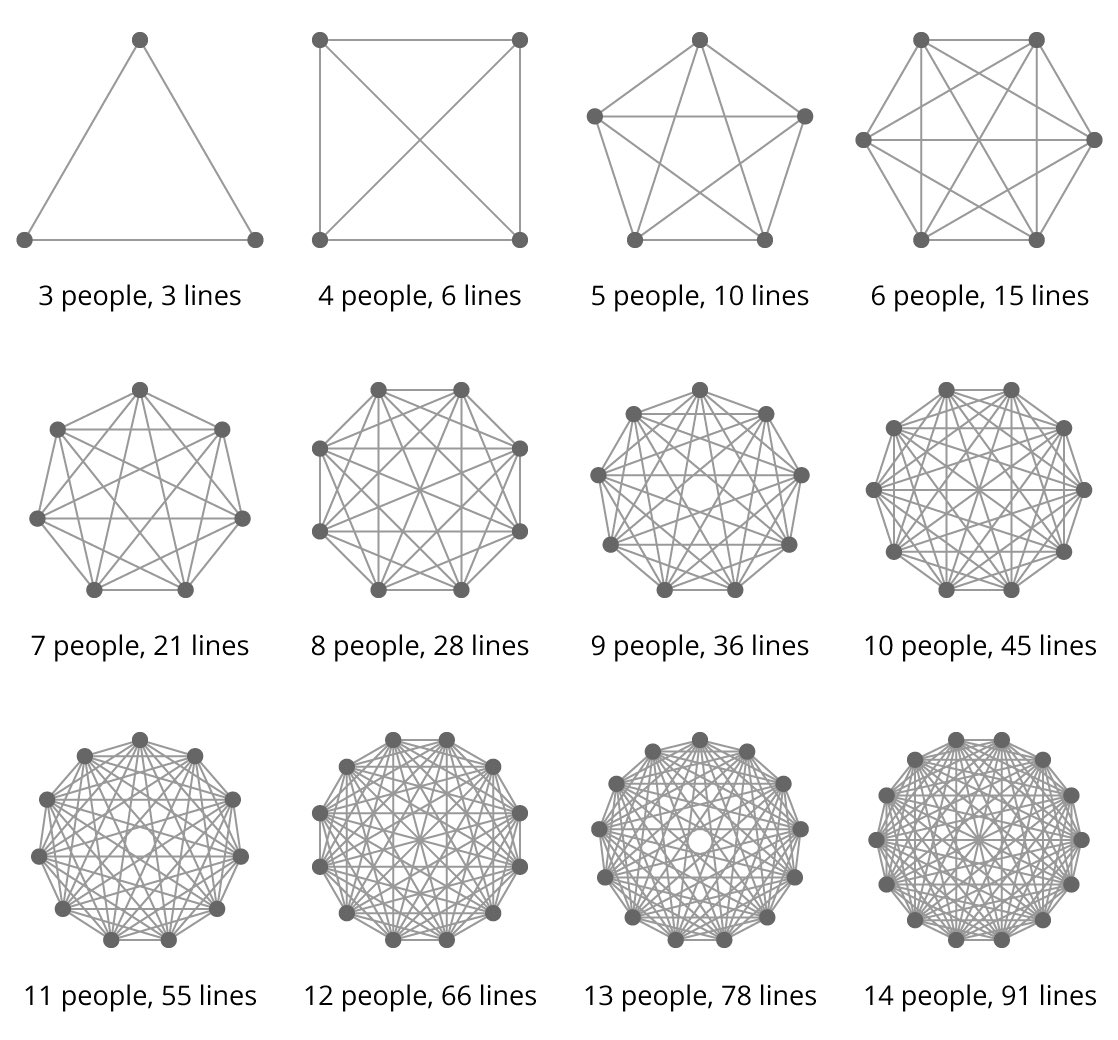 3 people, 3 lines
4 people, 6 lines
5 people, 10 lines
6 people, 15 lines
7 people, 21 lines
8 people, 28 lines
9 people, 36 lines
10 people, 45 lines
11 people, 55 lines
12 people, 66 lines
13 people, 78 lines
14 people, 91 lines